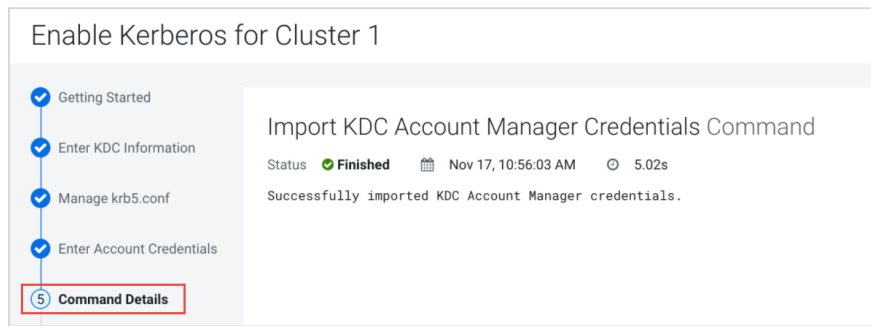 Enable Kerberos for Cluster 1
Getting Started
Enter KDC Information
Manage krb5.conf
Enter Account Credentials
5 Command Details
Import KDC Account Manager Credentials Command
Status Finished Nov 17, 10:56:03 AM 5.02s
Successfully imported KDC Account Manager credentials.